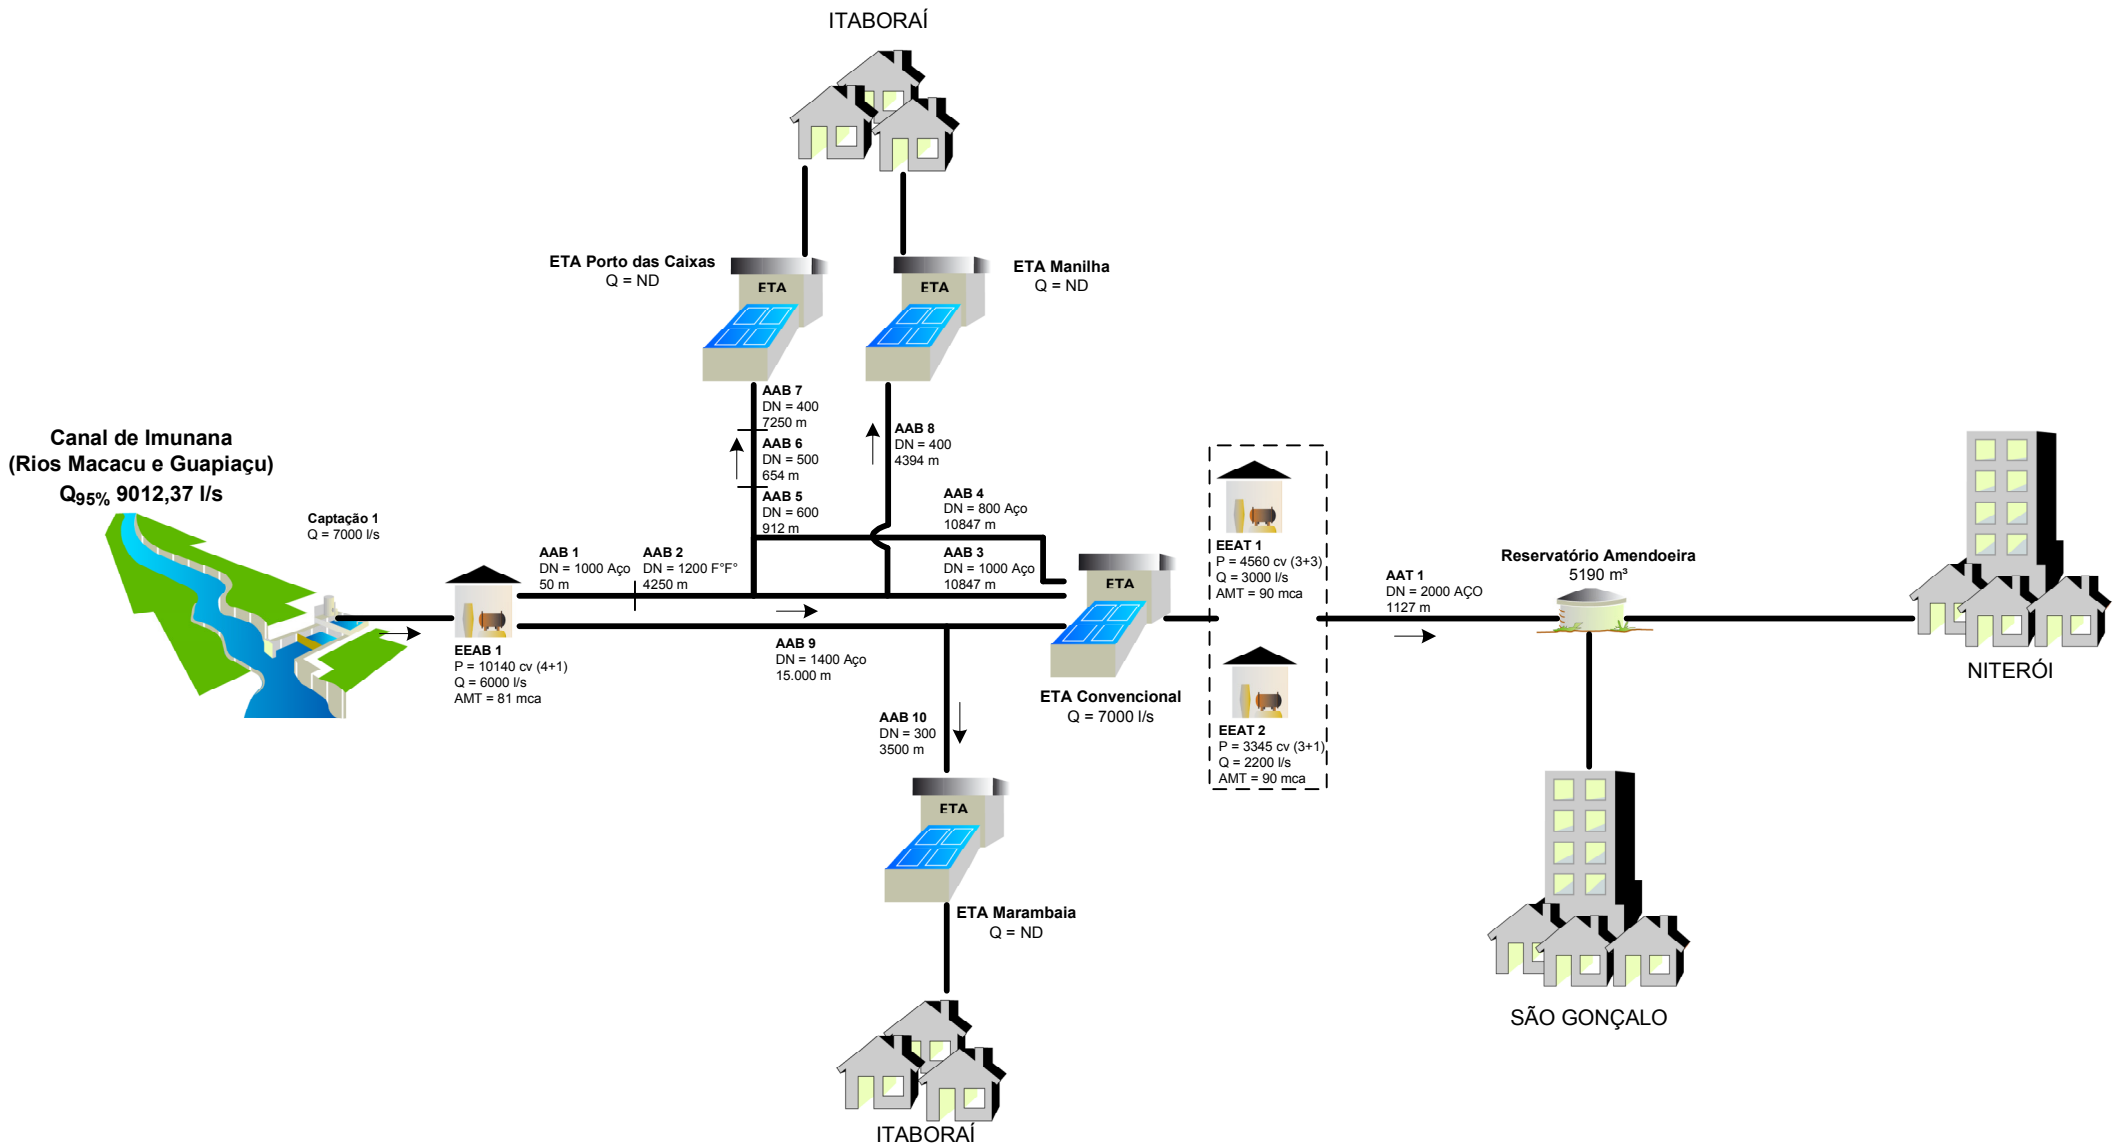 ITABORAÍ
ETA Porto das Caixas
Q = ND
ETA
ETA Manilha
Q = ND
ETA
AAB 7
DN = 400
7250 m
AAB 6
DN = 500
654 m
AAB 5
DN = 600
912 m
AAB 8
DN = 400
4394 m
Canal de Imunana
(Rios Macacu e Guapiaçu)
Q95% 9012,37 l/s
Captação 1
Q = 7000 l/s
AAB 1
DN = 1000 Aço
50 m
AAB 2
DN = 1200 F°F°
4250 m
AAB 4
DN = 800 Aço
10847 m
AAB 3
DN = 1000 Aço
10847 m
EEAB 1
P = 10140 cv (4+1)
Q = 6000 l/s
AMT = 81 mca
AAB 9
DN = 1400 Aço
15.000 m
AAB 10
DN = 300
3500 m
ETA
ETA Convencional
Q = 7000 l/s
EEAT 1
P = 4560 cv (3+3)
Q = 3000 l/s
AMT = 90 mca
EEAT 2
P = 3345 cv (3+1)
Q = 2200 l/s
AMT = 90 mca
AAT 1
DN = 2000 AÇO
1127 m
Reservatório Amendoeira
5190 m³
NITERÓI
SÃO GONÇALO
ETA
ETA Marambaia
Q = ND
ITABORAÍ